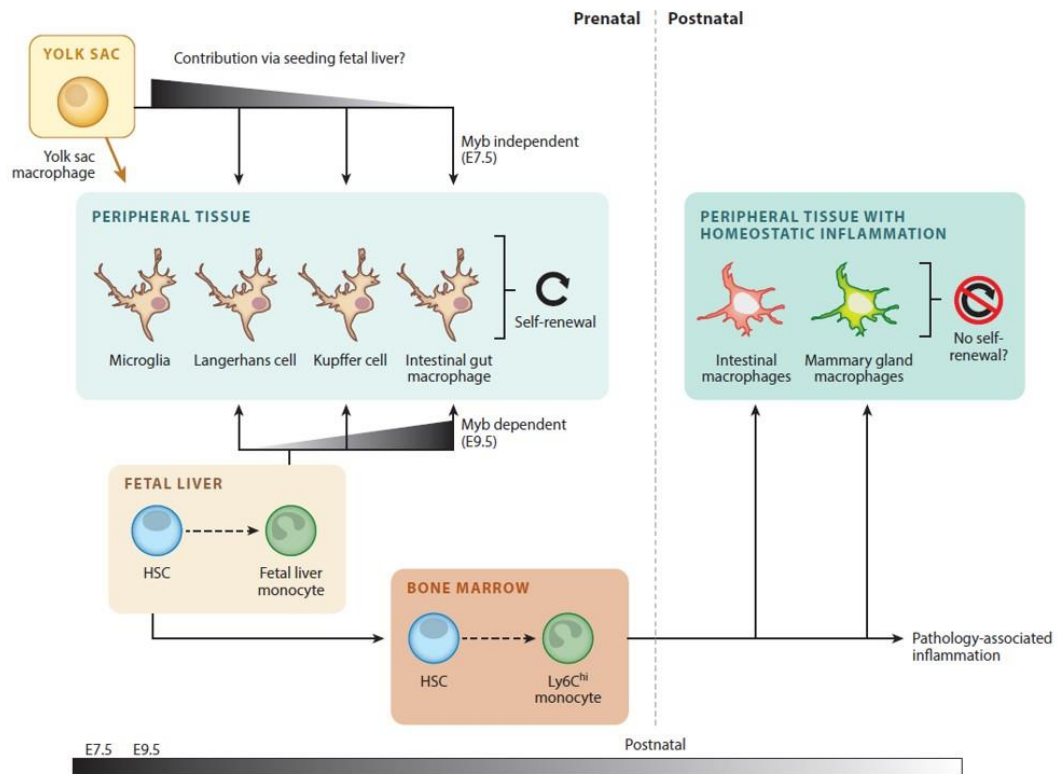 Prenatal
Postnatal
YOLK SAC
Contribution via seeding fetal liver?
Yolk sac
macrophage
Myb independent
(E7.5)
PERIPHERAL TISSUE
Microglia
Langerhans cell
Kupffer cell
Intestinal gut
macrophage
Self-renewal
PERIPHERAL TISSUE WITH
HOMEOSTATIC INFLAMMATION
Intestinal
macrophages
Mammary gland
macrophages
No self-
renewal?
Myb dependent
(E9.5)
FETAL LIVER
HSC
Fetal liver
monocyte
BONE MARROW
HSC
Ly6Chi
monocyte
Pathology-associated
inflammation
E7.5
E9.5
Postnatal